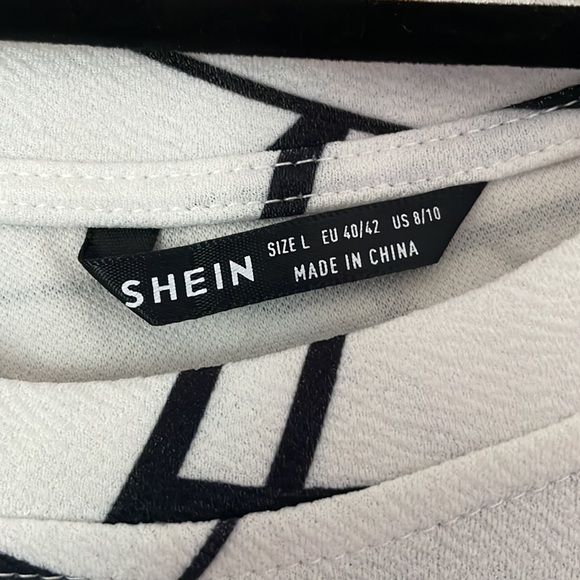 SHEIN
SIZE L EU 40/42 US 8/10
MADE IN CHINA